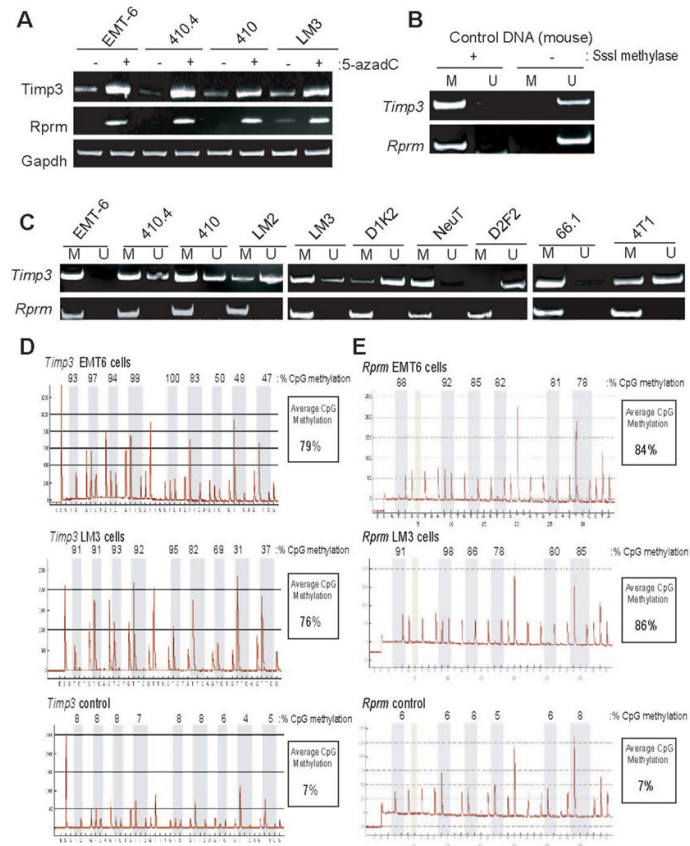 A
EMT-6 410.4 410 LM3
- + - + - + - + :5-azadC
Timp3
Rprm
Gapdh
B
Control DNA (mouse)
+ - : SssI methylase
M U M U
Timp3
Rprm
C
EMT-6 410.4 410 LM2 LM3 D1K2 NeuT D2F2 66.1 4T1
M U M U M U M U M U M U M U M U M U M U
Timp3
Rprm
D
Timp3 EMT6 cells
93 97 94 99 100 83 50 48 47 :% CpG methylation
Average CpG
Methylation
79%
Timp3 LM3 cells
91 91 93 92 95 82 69 31 37 :% CpG methylation
Average CpG
Methylation
76%
Timp3 control
8 8 8 7 8 8 6 4 5 :% CpG methylation
Average CpG
Methylation
7%
E
Rprm EMT6 cells
88 92 85 82 81 78 :% CpG methylation
Average CpG
Methylation
84%
Rprm LM3 cells
91 98 86 78 80 85 :% CpG methylation
Average CpG
Methylation
86%
Rprm control
6 6 8 5 6 8 :% CpG methylation
Average CpG
Methylation
7%